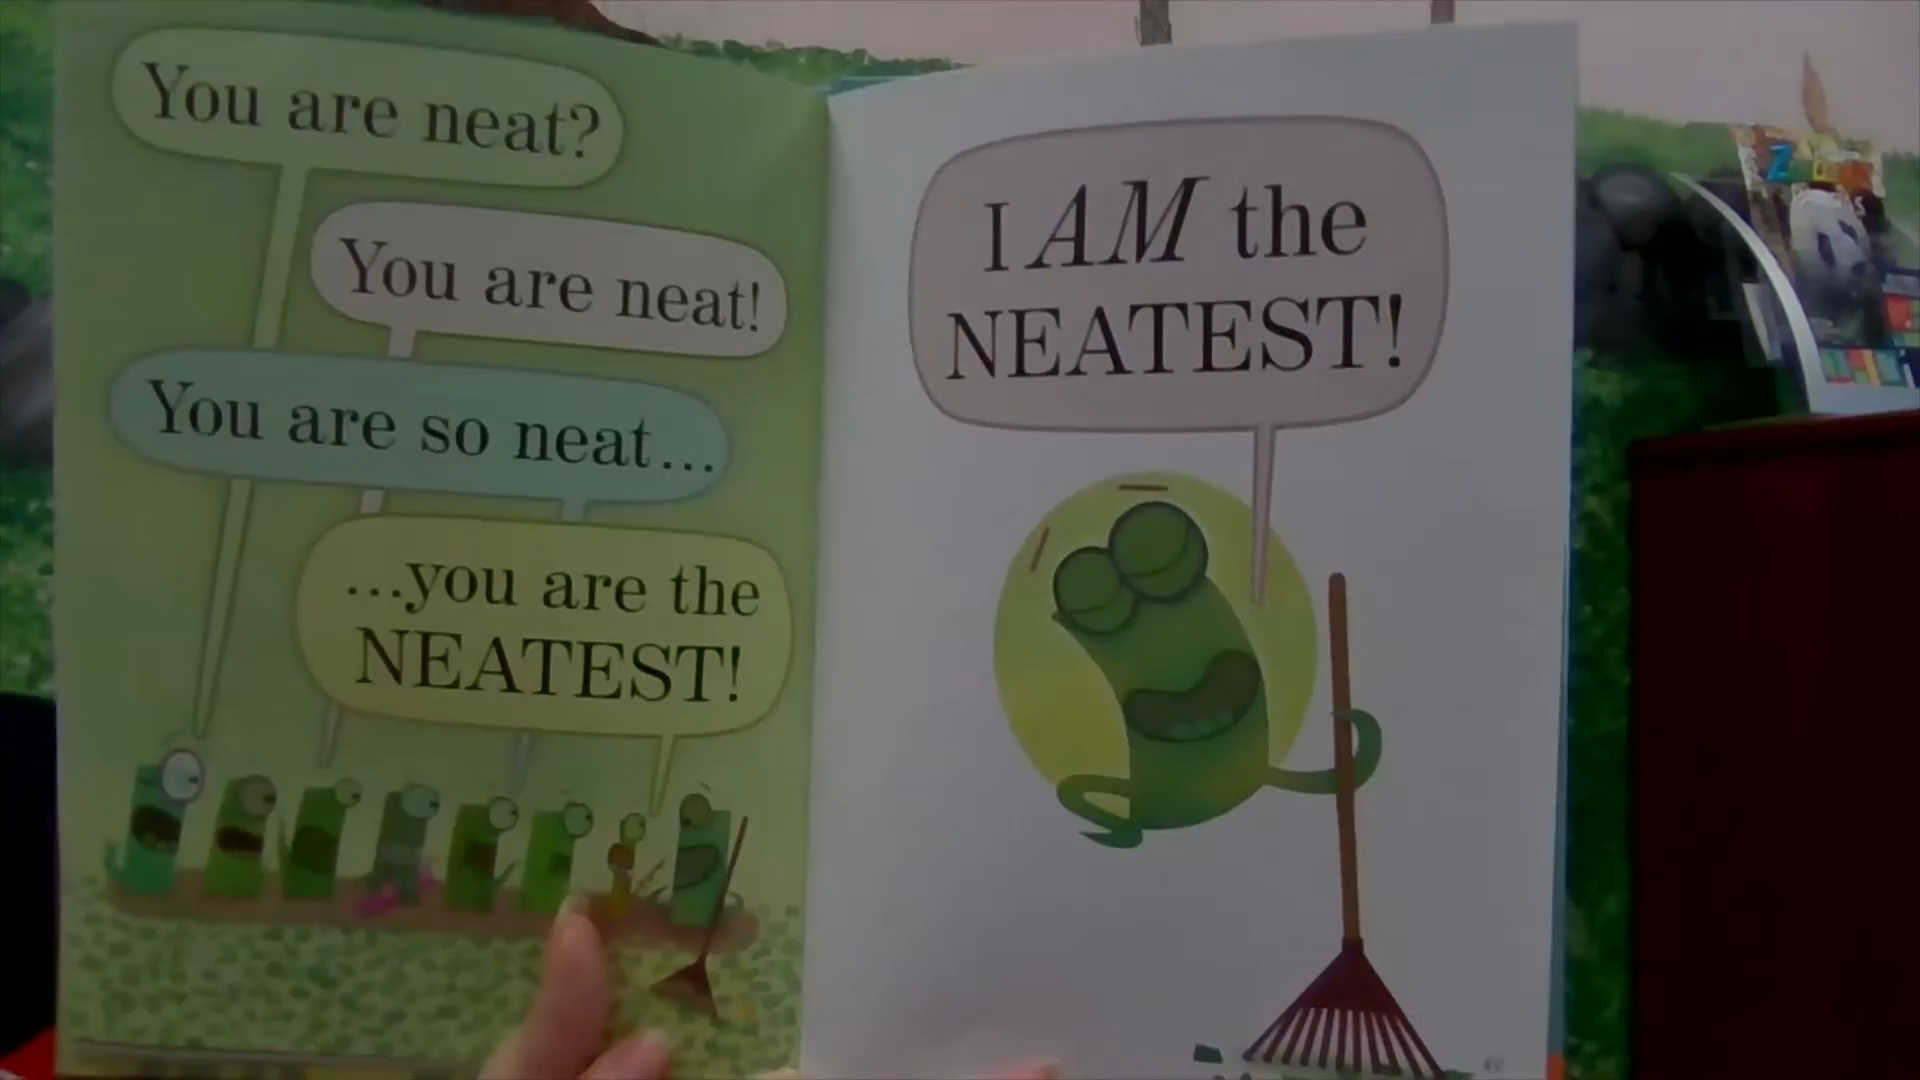 You are neat?
You are neat!
You are so neat...
...you are the
NEATEST!
I AM the
NEATEST!